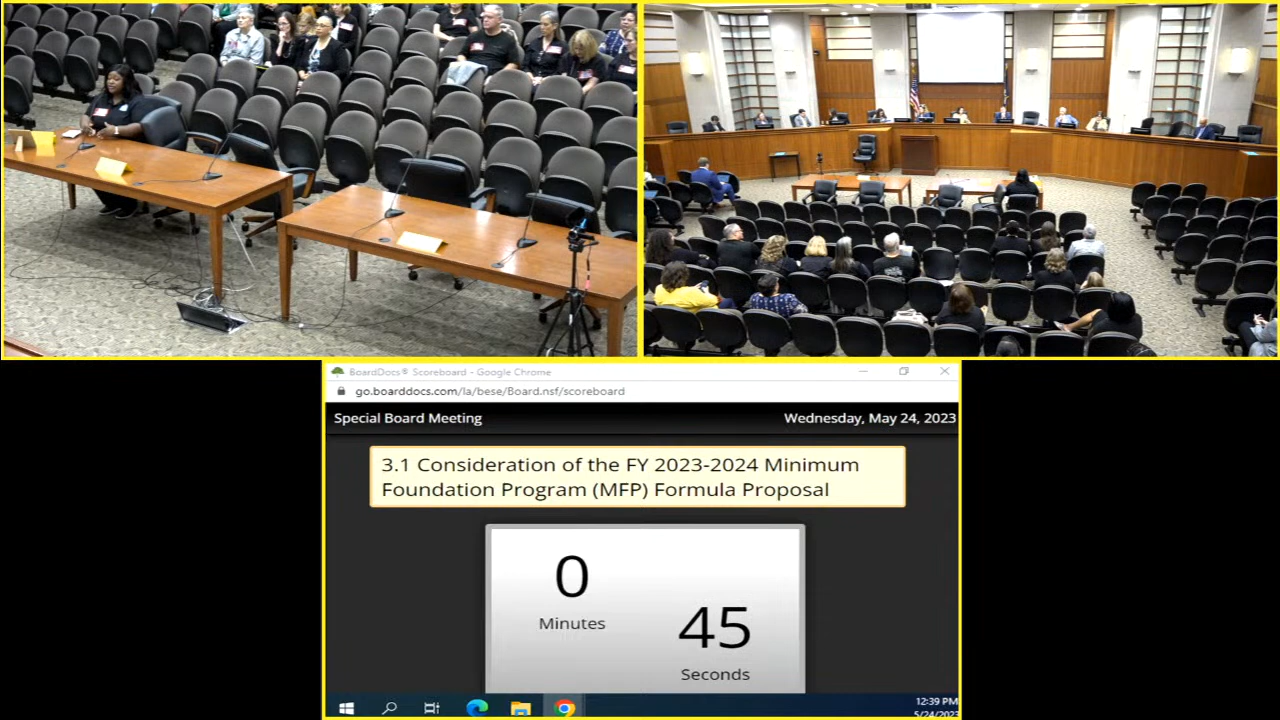 BoardDocs® Scoreboard - Google Chrome
go.boarddocs.com/la/bese/Board.nsf/scoreboard
Special Board Meeting
Wednesday, May 24, 2023
3.1 Consideration of the FY 2023-2024 Minimum
Foundation Program (MFP) Formula Proposal
0
Minutes
45
Seconds
12:39 PM
5/24/2023